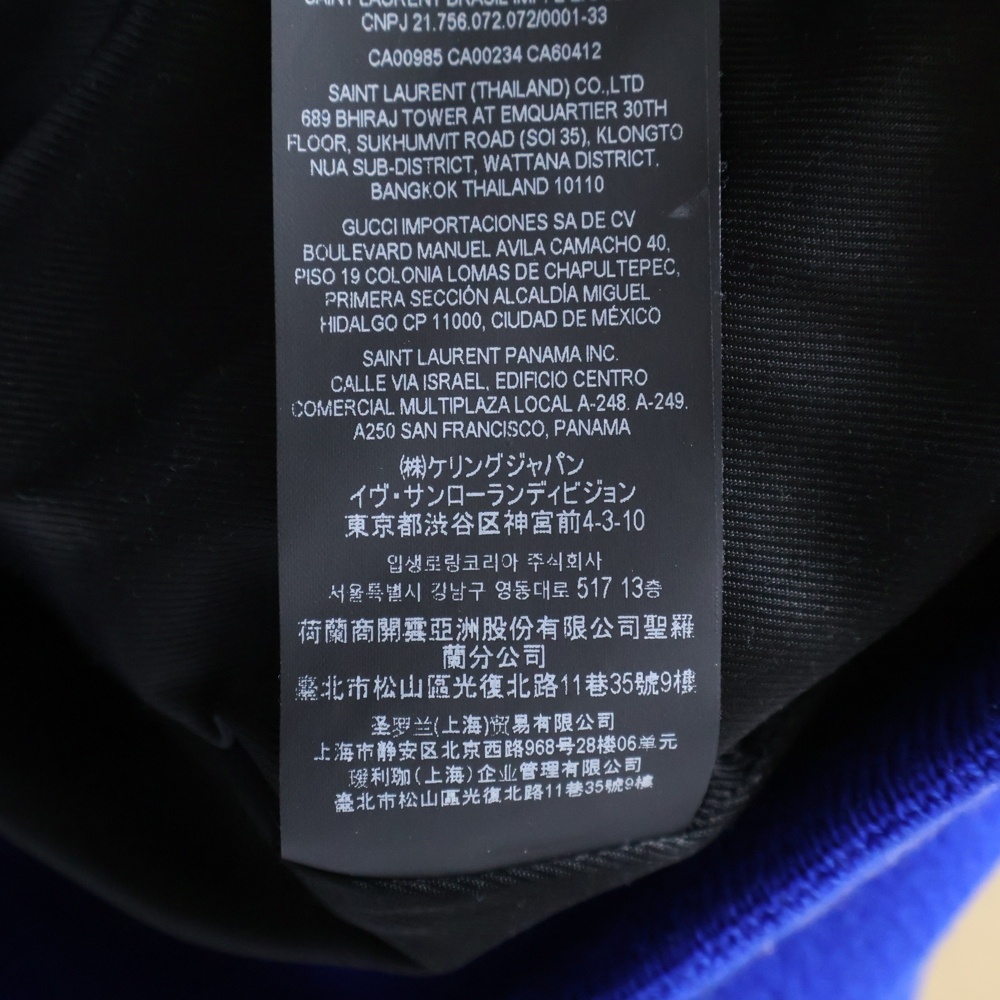 SAINT LAURENT BRASIL
CNPJ 21.756.072.072/0001-33
CA00985 CA00234 CA60412
SAINT LAURENT (THAILAND) CO.,LTD
689 BHIRAJ TOWER AT EMQUARTIER 30TH
FLOOR, SUKHUMVIT ROAD (SOI 35), KLONGTO
NUA SUB-DISTRICT, WATTANA DISTRICT.
BANGKOK THAILAND 10110
GUCCI IMPORTACIONES SA DE CV
BOULEVARD MANUEL AVILA CAMACHO 40,
PISO 19 COLONIA LOMAS DE CHAPULTEPEC,
PRIMERA SECCIÓN ALCALDÍA MIGUEL
HIDALGO CP 11000, CIUDAD DE MÉXICO
SAINT LAURENT PANAMA INC.
CALLE VIA ISRAEL, EDIFICIO CENTRO
COMERCIAL MULTIPLAZA LOCAL A-248. A-249.
A250 SAN FRANCISCO, PANAMA
㈱ケリングジャパン
イヴ・サンローランディビジョン
東京都渋谷区神宮前4-3-10
입생로랑코리아 주식회사
서울특별시 강남구 영동대로 517 13층
荷蘭商開雲亞洲股份有限公司聖羅
蘭分公司
臺北市松山區光復北路11巷35號9樓
圣罗兰(上海)贸易有限公司
上海市静安区北京西路968号28楼06单元
瑷利珈(上海)企业管理有限公司
臺北市松山區光復北路11巷35號9樓